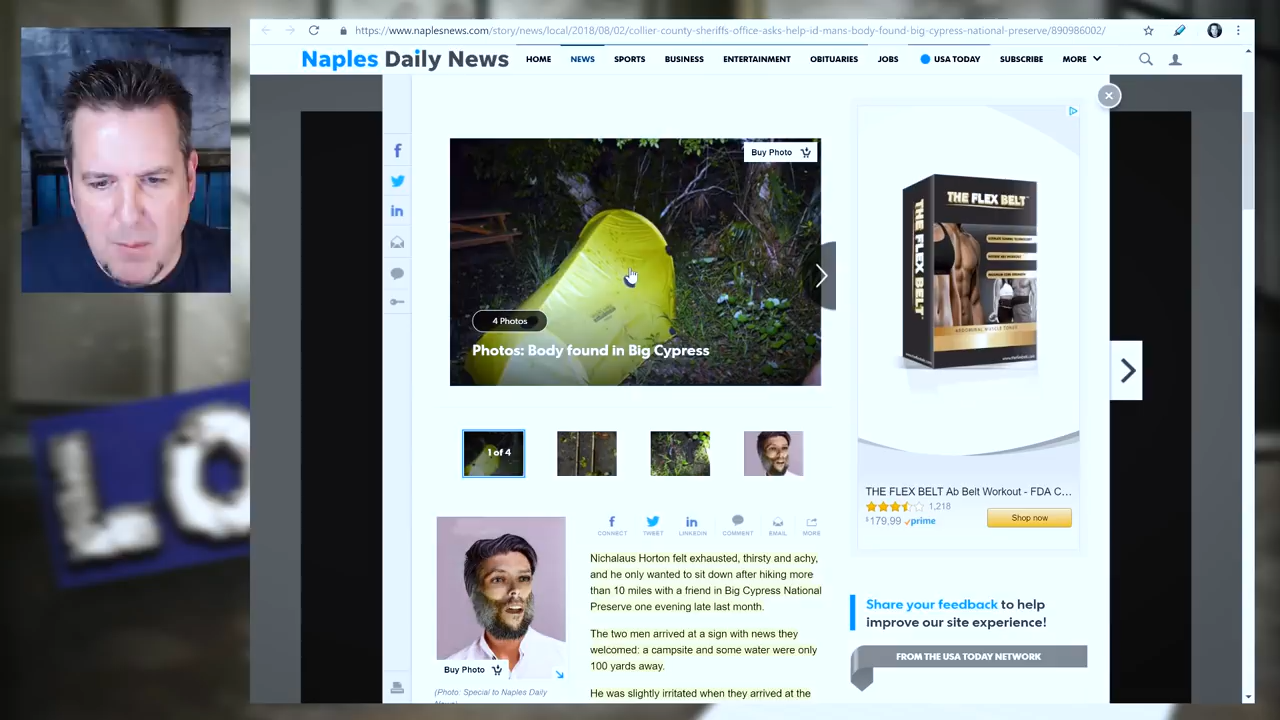 https://www.naplesnews.com/story/news/local/2018/08/02/collier-county-sheriffs-office-asks-help-id-mans-body-found-big-cypress-national-preserve/890986002/
Naples Daily News
HOME NEWS SPORTS BUSINESS ENTERTAINMENT OBITUARIES JOBS USA TODAY SUBSCRIBE MORE
Buy Photo
4 Photos
Photos: Body found in Big Cypress
1 of 4
CONNECT TWEET LINKEDIN COMMENT EMAIL MORE
Nichalaus Horton felt exhausted, thirsty and achy,
and he only wanted to sit down after hiking more
than 10 miles with a friend in Big Cypress National
Preserve one evening late last month.
The two men arrived at a sign with news they
welcomed: a campsite and some water were only
100 yards away.
He was slightly irritated when they arrived at the
Buy Photo
(Photo: Special to Naples Daily
THE FLEX BELT
THE FLEX BELT
THE FLEX BELT Ab Belt Workout - FDA C...
1,218
$179.99 prime
Shop now
Share your feedback to help
improve our site experience!
FROM THE USA TODAY NETWORK
LO